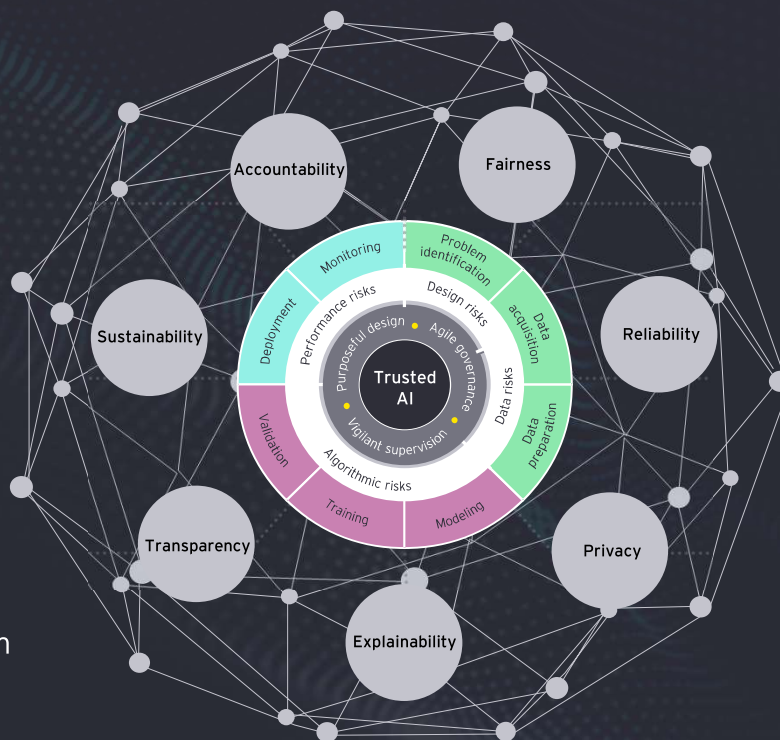 Accountability
Fairness
Sustainability
Reliability
Transparency
Privacy
Explainability
Monitoring
Problem
identification
Data
acquisition
Data
preparation
Modeling
Training
Validation
Deployment
Performance risks
Design risks
Data risks
Algorithmic risks
Purposeful design
Agile governance
Vigilant supervision
Trusted
AI